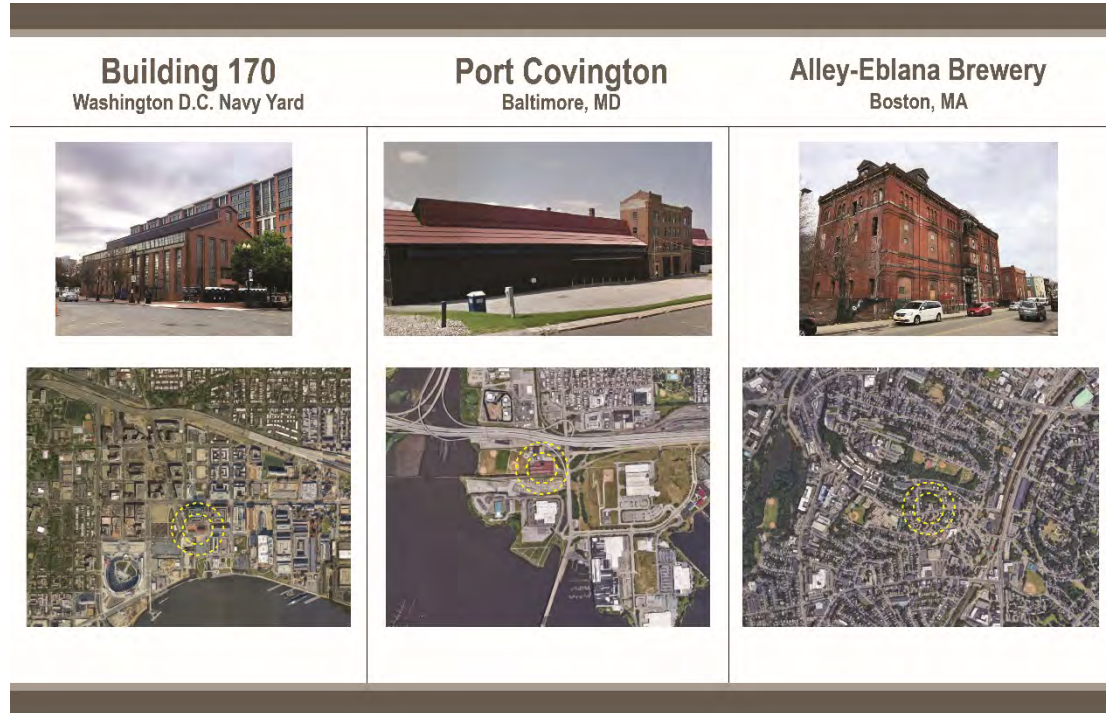 Building 170
Washington D.C. Navy Yard
Port Covington
Baltimore, MD
Alley-Eblana Brewery
Boston, MA